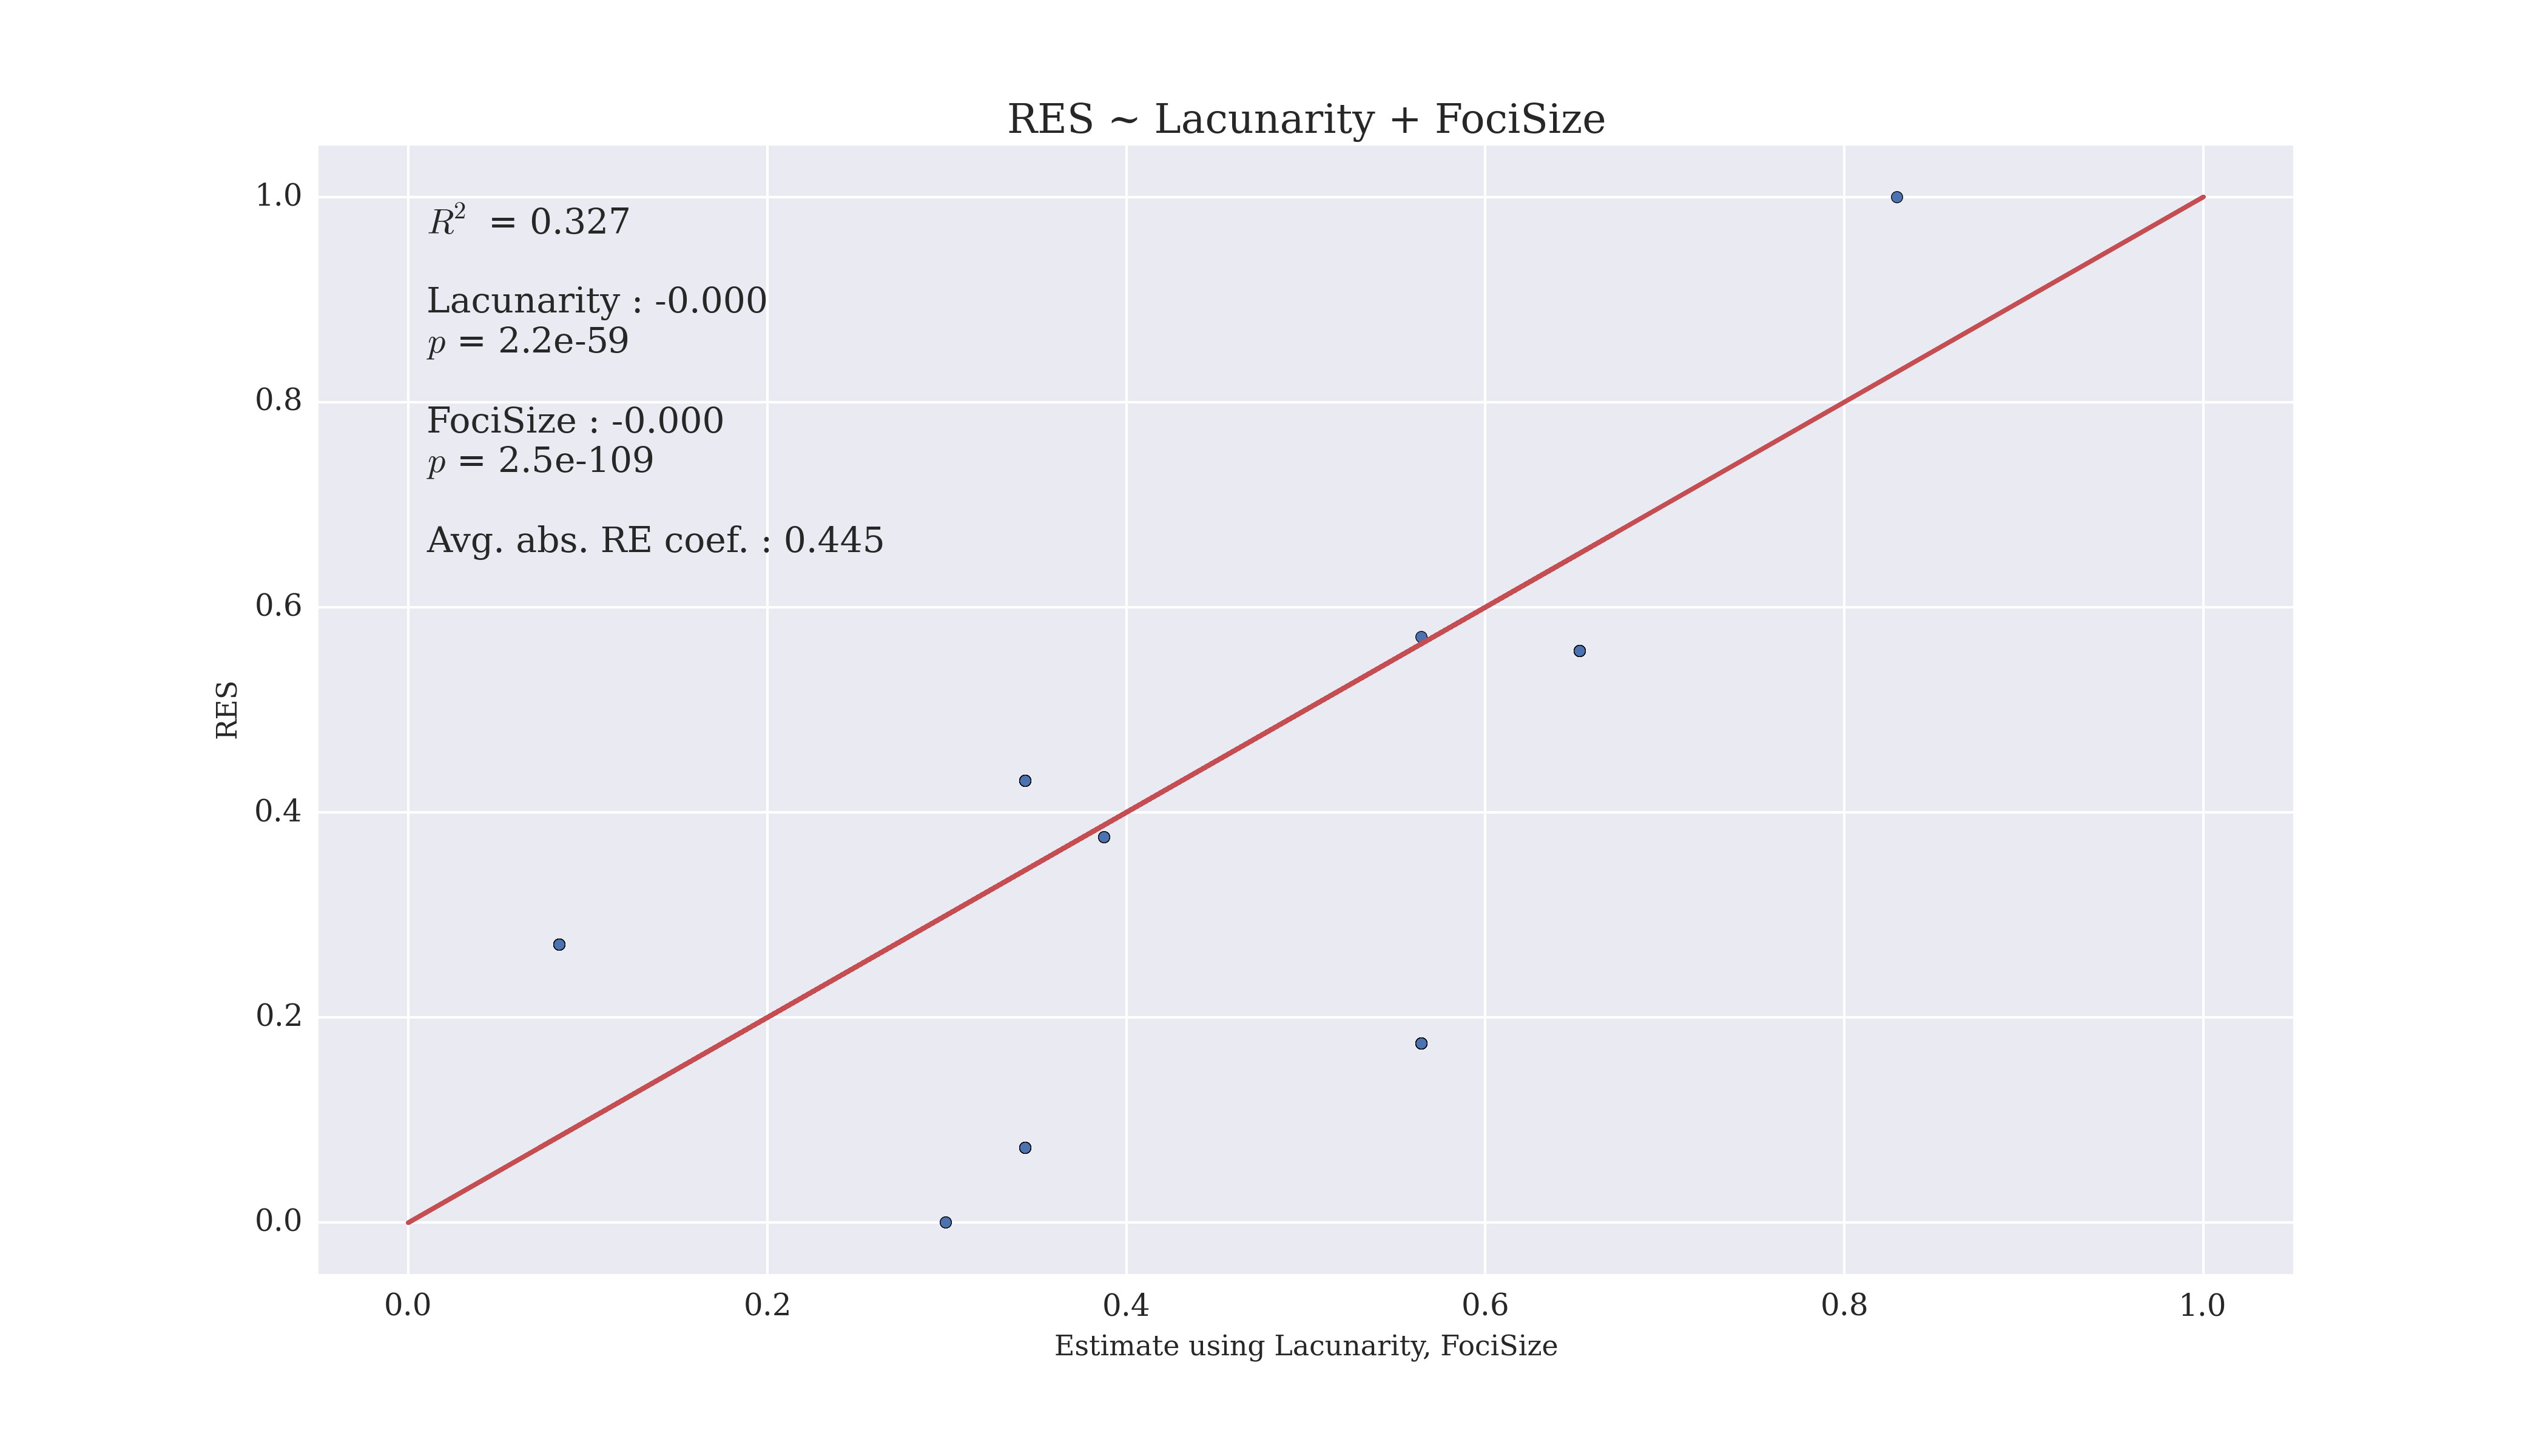 RES ~ Lacunarity + FociSize
R² = 0.327
Lacunarity : -0.000
p = 2.2e-59
FociSize : -0.000
p = 2.5e-109
Avg. abs. RE coef. : 0.445
RES
1.0
0.8
0.6
0.4
0.2
0.0
0.0 0.2 0.4 0.6 0.8 1.0
Estimate using Lacunarity, FociSize